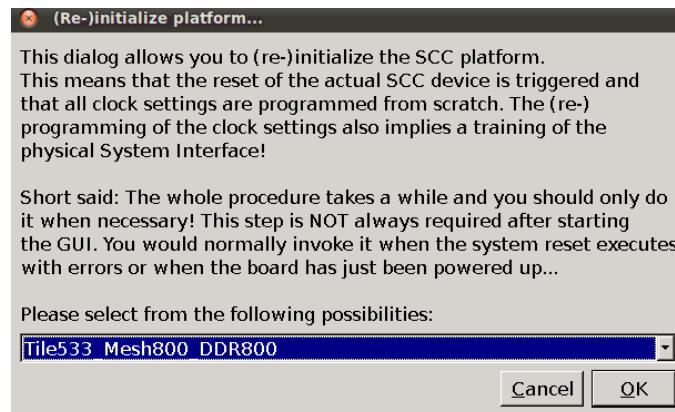 (Re-)initialize platform...
This dialog allows you to (re-)initialize the SCC platform.
This means that the reset of the actual SCC device is triggered and
that all clock settings are programmed from scratch. The (re-)
programming of the clock settings also implies a training of the
physical System Interface!
Short said: The whole procedure takes a while and you should only do
it when necessary! This step is NOT always required after starting
the GUI. You would normally invoke it when the system reset executes
with errors or when the board has just been powered up...
Please select from the following possibilities:
Tile533_Mesh800_DDR800
Cancel OK